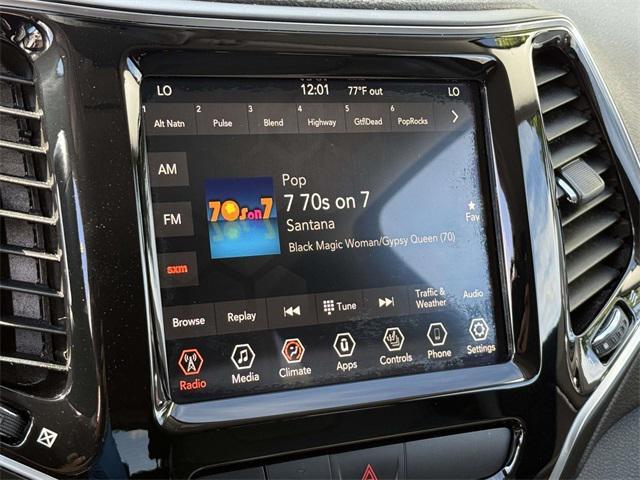 LO 12:01 77°F out LO
1 Alt Natn 2 Pulse 3 Blend 4 Highway 5 Gtfl Dead 6 PopRocks
AM
FM
sxm
70s on 7
Pop
7 70s on 7
Santana
Black Magic Woman/Gypsy Queen (70)
Fav
Browse Replay Tune Traffic & Weather Audio
Radio Media Climate Apps Controls Phone Settings